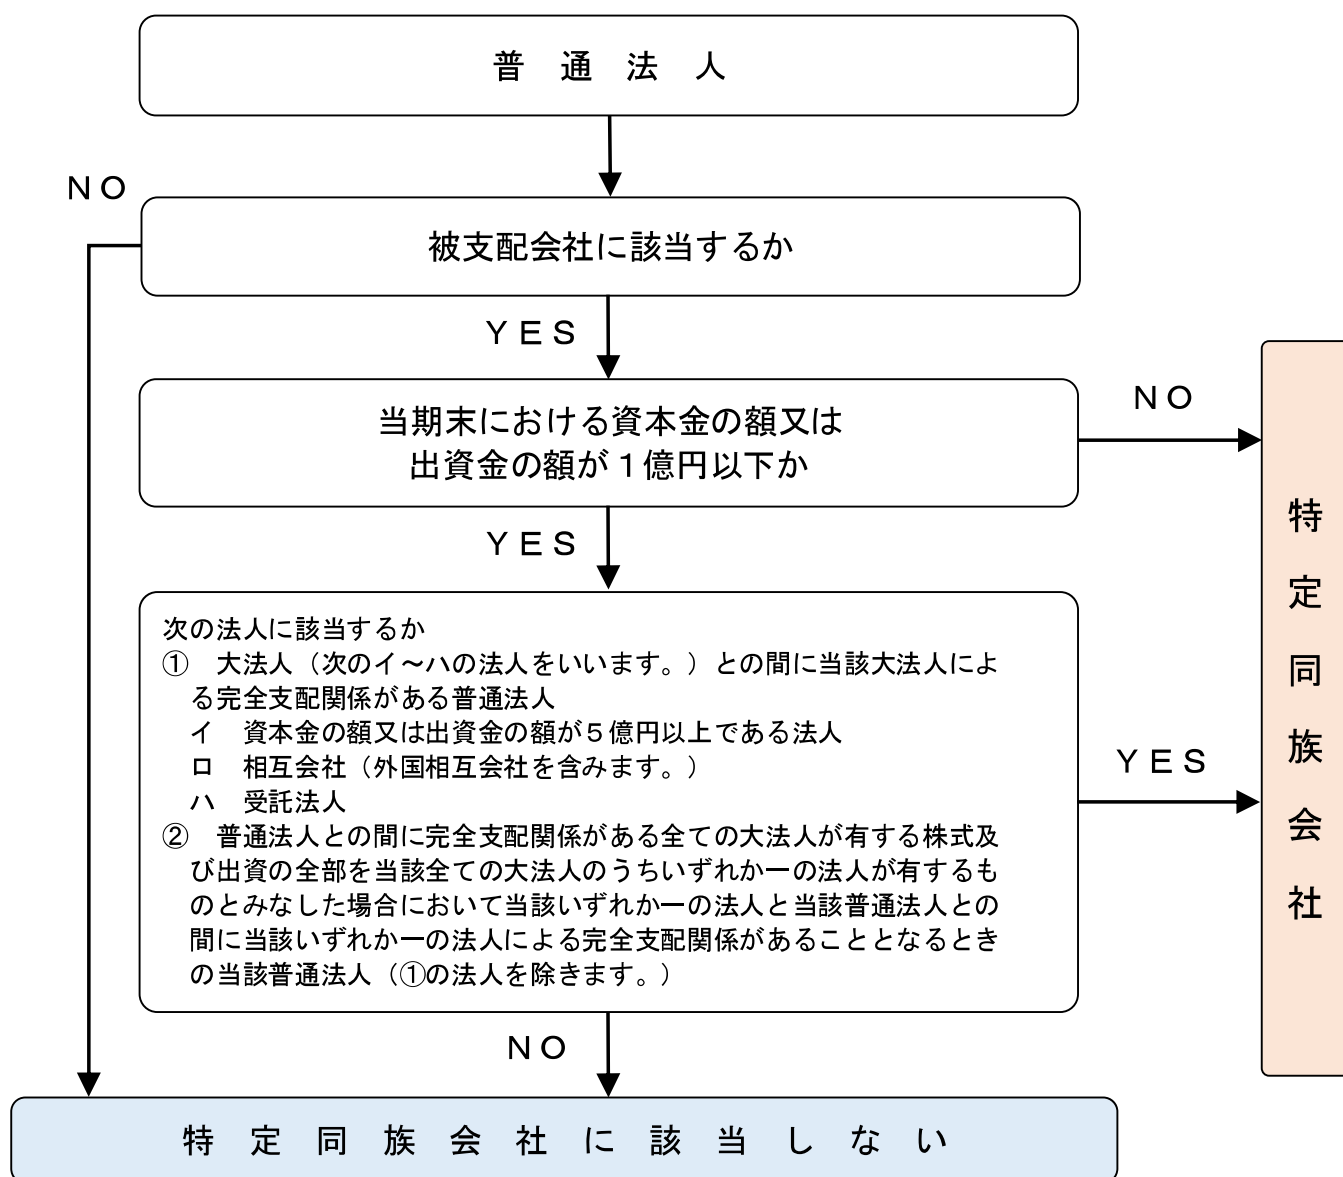 普通法人
NO
被支配会社に該当するか
YES
当期末における資本金の額又は
出資金の額が１億円以下か
NO
YES
次の法人に該当するか
①　大法人（次のイ～ハの法人をいいます。）との間に当該大法人によ
る完全支配関係がある普通法人
イ　資本金の額又は出資金の額が５億円以上である法人
ロ　相互会社（外国相互会社を含みます。）
ハ　受託法人
②　普通法人との間に完全支配関係がある全ての大法人が有する株式及
び出資の全部を当該全ての大法人のうちいずれか一の法人が有するも
のとみなした場合において当該いずれか一の法人と当該普通法人との
間に当該いずれか一の法人による完全支配関係があることとなるとき
の当該普通法人（①の法人を除きます。）
YES
特定同族会社
NO
特定同族会社に該当しない